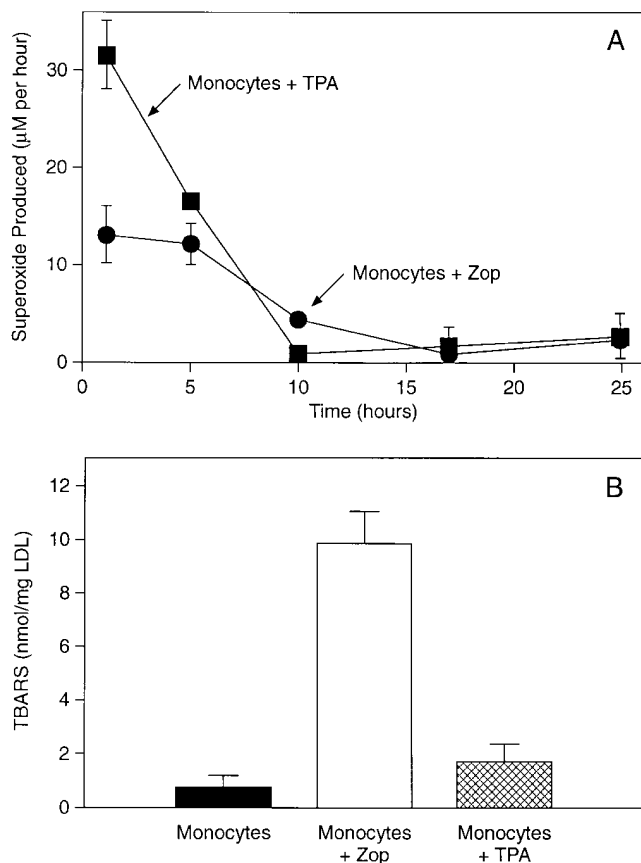 A
Superoxide Produced (µM per hour)
30
20
10
0
Monocytes + TPA
Monocytes + Zop
0 5 10 15 20 25
Time (hours)
B
TBARS (nmol/mg LDL)
12
10
8
6
4
2
0
Monocytes
Monocytes
+ Zop
Monocytes
+ TPA